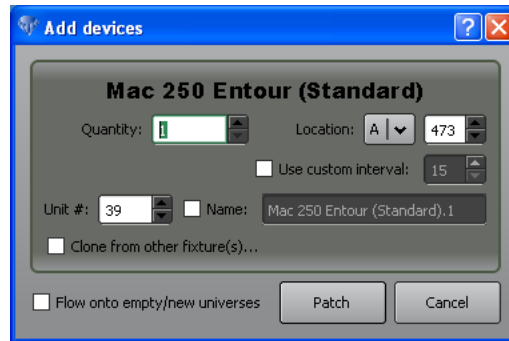 Add devices
Mac 250 Entour (Standard)
Quantity: 1 Location: A 473
Use custom interval: 15
Unit #: 39 Name: Mac 250 Entour (Standard).1
Clone from other fixture(s)...
Flow onto empty/new universes Patch Cancel